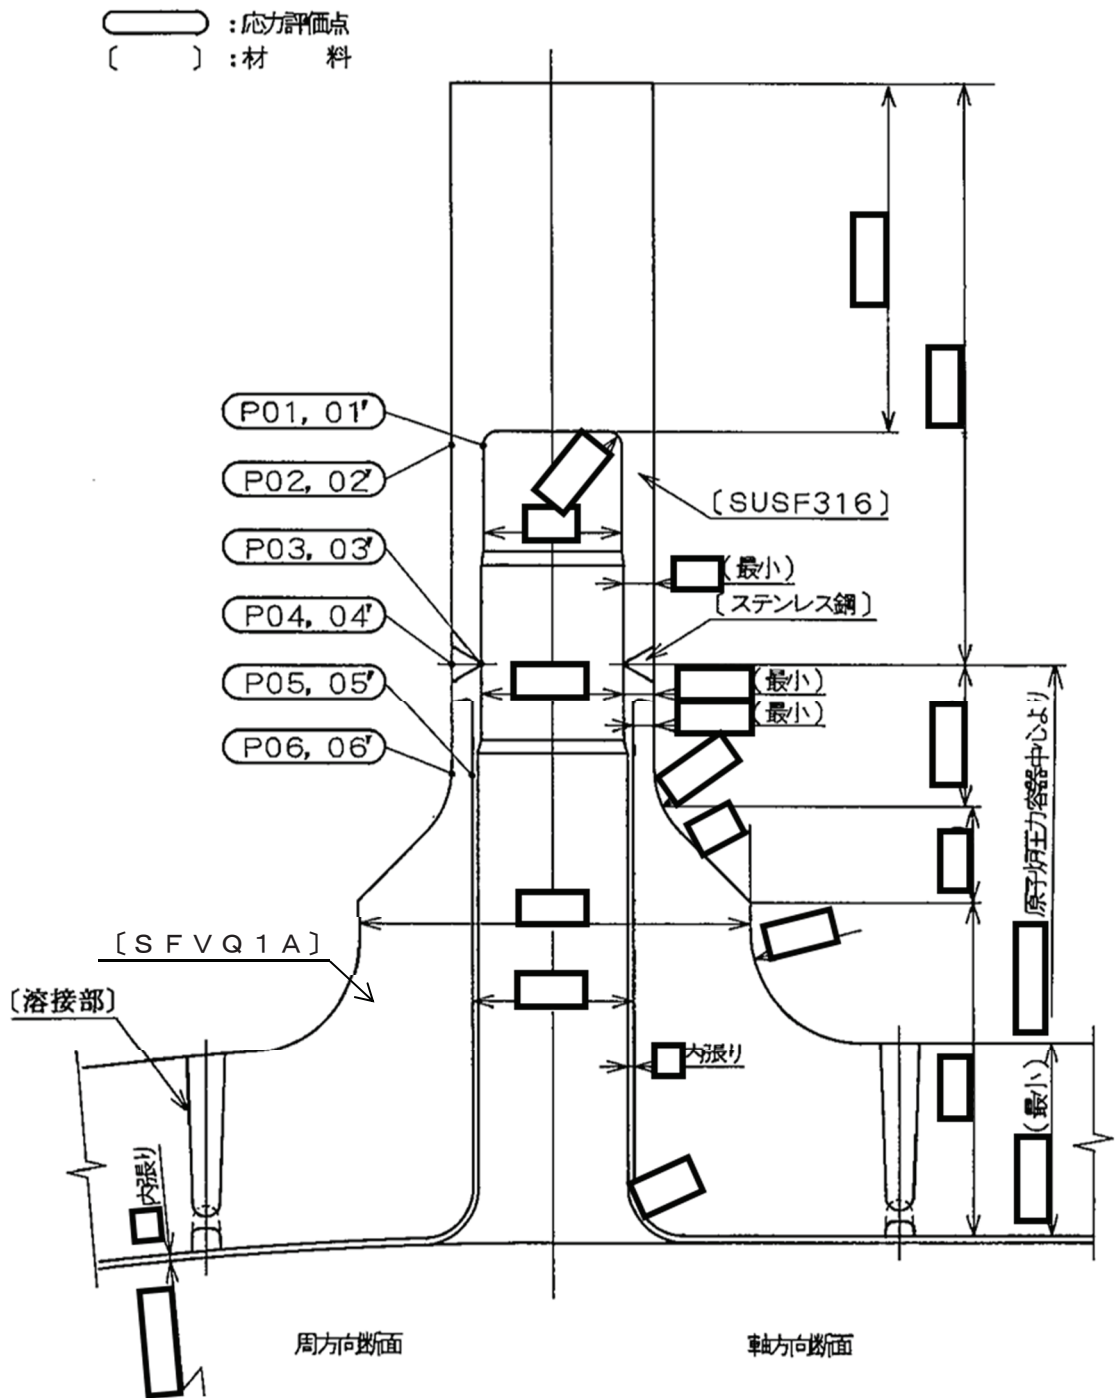 ：応力評価点
〔　　〕：材　料
P01，01′
P02，02′
〔SUSF316〕
P03，03′
(最小)
〔ステンレス鋼〕
P04，04′
P05，05′
(最小)
(最小)
P06，06′
原子炉圧力容器中心より
〔SFVQ1A〕
〔溶接部〕
内張り
(最小)
内張り
周方向断面
軸方向断面